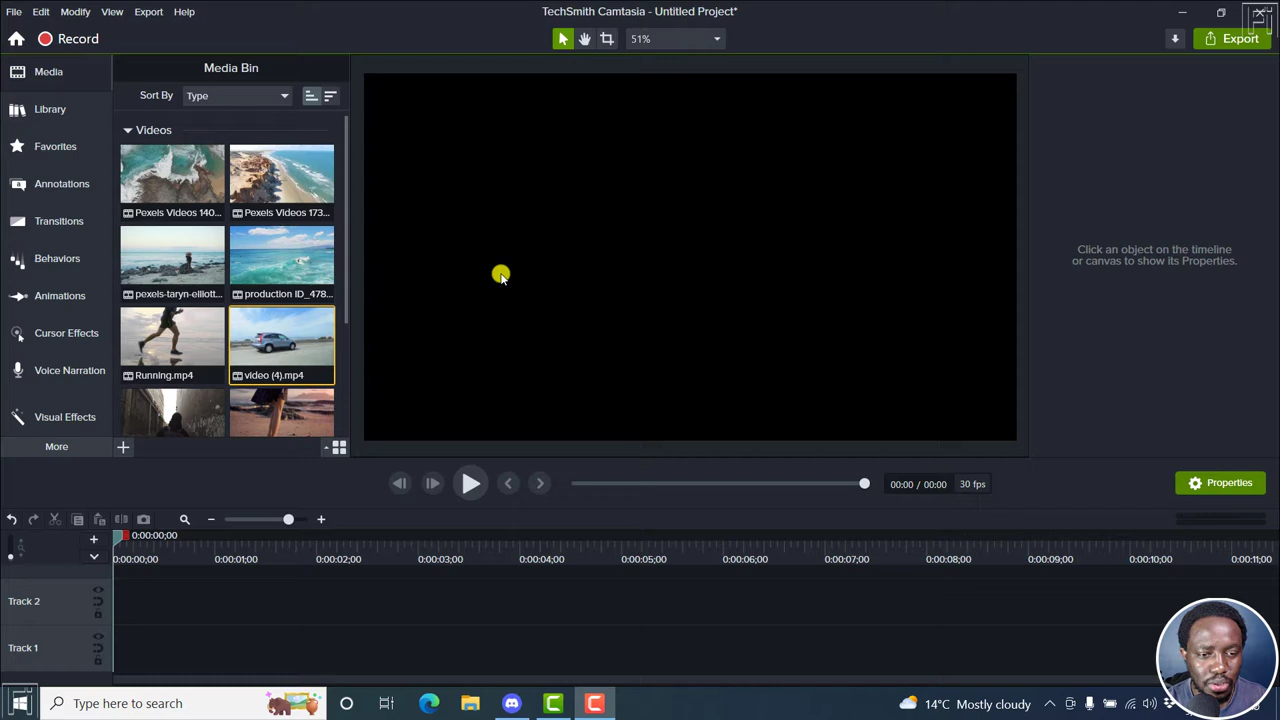 File Edit Modify View Export Help
TechSmith Camtasia - Untitled Project*
Record
51%
Export
Media
Library
Favorites
Annotations
Transitions
Behaviors
Animations
Cursor Effects
Voice Narration
Visual Effects
More
Media Bin
Sort By Type
Videos
Pexels Videos 140...
Pexels Videos 173...
pexels-taryn-elliott...
production ID_478...
Running.mp4
video (4).mp4
Click an object on the timeline
or canvas to show its Properties.
00:00 / 00:00 30 fps
Properties
0:00:00;00
0:00:00;00 0:00:01;00 0:00:02;00 0:00:03;00 0:00:04;00 0:00:05;00 0:00:06;00 0:00:07;00 0:00:08;00 0:00:09;00 0:00:10;00 0:00:11;00
Track 2
Track 1
Type here to search
14°C Mostly cloudy